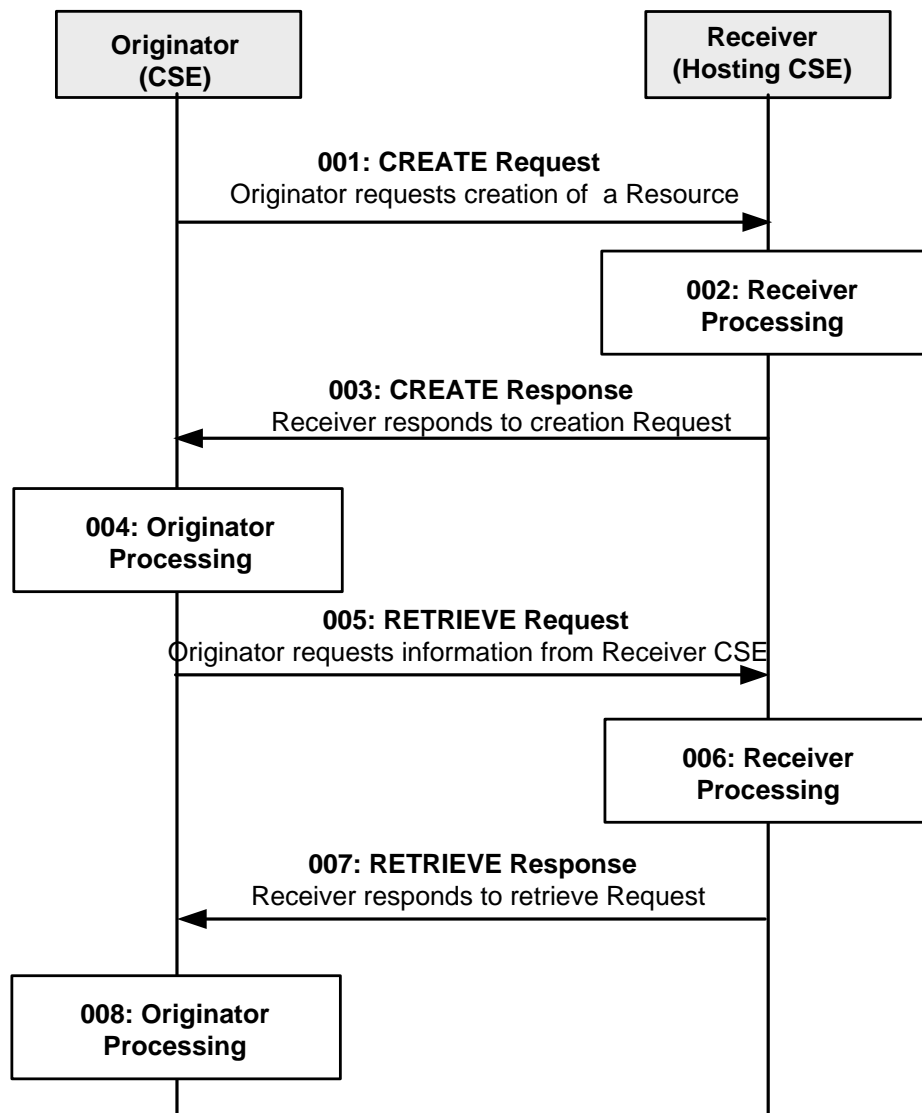 Originator
(CSE)
Receiver
(Hosting CSE)
001: CREATE Request
Originator requests creation of a Resource
002: Receiver
Processing
003: CREATE Response
Receiver responds to creation Request
004: Originator
Processing
005: RETRIEVE Request
Originator requests information from Receiver CSE
006: Receiver
Processing
007: RETRIEVE Response
Receiver responds to retrieve Request
008: Originator
Processing